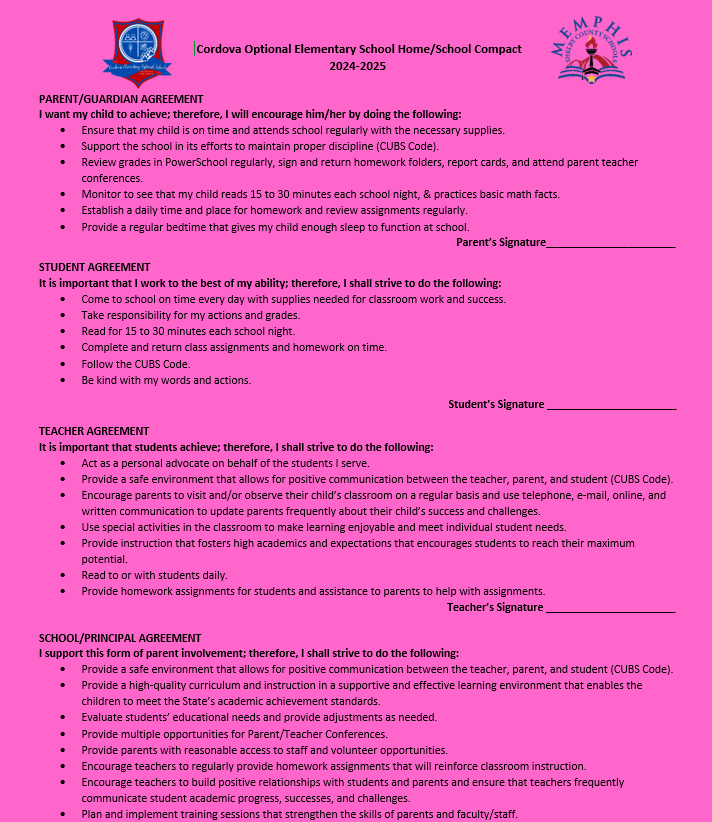 Cordova Optional Elementary School Home/School Compact
2024-2025
MEMPHIS
SHELBY COUNTY SCHOOLS
PARENT/GUARDIAN AGREEMENT
I want my child to achieve; therefore, I will encourage him/her by doing the following:
• Ensure that my child is on time and attends school regularly with the necessary supplies.
• Support the school in its efforts to maintain proper discipline (CUBS Code).
• Review grades in PowerSchool regularly, sign and return homework folders, report cards, and attend parent teacher
conferences.
• Monitor to see that my child reads 15 to 30 minutes each school night, & practices basic math facts.
• Establish a daily time and place for homework and review assignments regularly.
• Provide a regular bedtime that gives my child enough sleep to function at school.
Parent's Signature______________________
STUDENT AGREEMENT
It is important that I work to the best of my ability; therefore, I shall strive to do the following:
• Come to school on time every day with supplies needed for classroom work and success.
• Take responsibility for my actions and grades.
• Read for 15 to 30 minutes each school night.
• Complete and return class assignments and homework on time.
• Follow the CUBS Code.
• Be kind with my words and actions.
Student's Signature ______________________
TEACHER AGREEMENT
It is important that students achieve; therefore, I shall strive to do the following:
• Act as a personal advocate on behalf of the students I serve.
• Provide a safe environment that allows for positive communication between the teacher, parent, and student (CUBS Code).
• Encourage parents to visit and/or observe their child's classroom on a regular basis and use telephone, e-mail, online, and
written communication to update parents frequently about their child's success and challenges.
• Use special activities in the classroom to make learning enjoyable and meet individual student needs.
• Provide instruction that fosters high academics and expectations that encourages students to reach their maximum
potential.
• Read to or with students daily.
• Provide homework assignments for students and assistance to parents to help with assignments.
Teacher's Signature ______________________
SCHOOL/PRINCIPAL AGREEMENT
I support this form of parent involvement; therefore, I shall strive to do the following:
• Provide a safe environment that allows for positive communication between the teacher, parent, and student (CUBS Code).
• Provide a high-quality curriculum and instruction in a supportive and effective learning environment that enables the
children to meet the State's academic achievement standards.
• Evaluate students' educational needs and provide adjustments as needed.
• Provide multiple opportunities for Parent/Teacher Conferences.
• Provide parents with reasonable access to staff and volunteer opportunities.
• Encourage teachers to regularly provide homework assignments that will reinforce classroom instruction.
• Encourage teachers to build positive relationships with students and parents and ensure that teachers frequently
communicate student academic progress, successes, and challenges.
• Plan and implement training sessions that strengthen the skills of parents and faculty/staff.